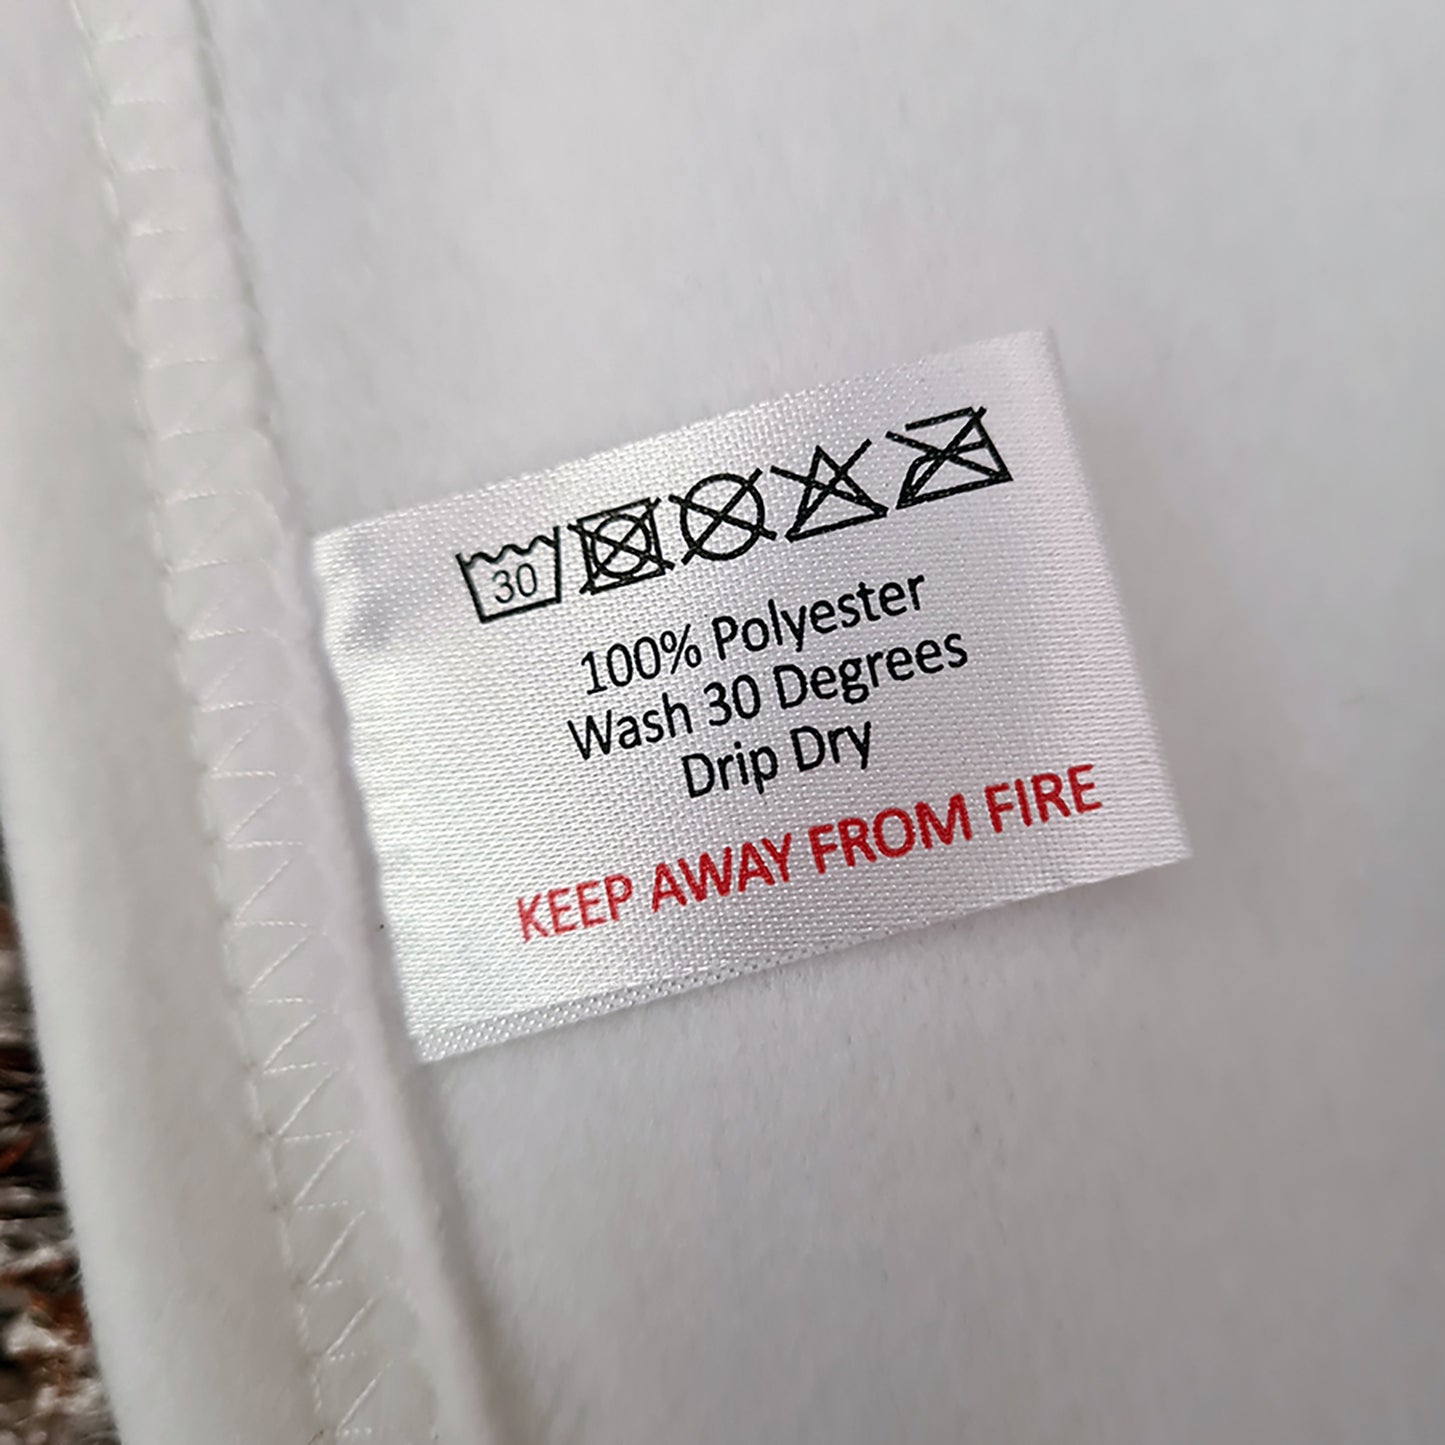 30
100% Polyester
Wash 30 Degrees
Drip Dry
KEEP AWAY FROM FIRE